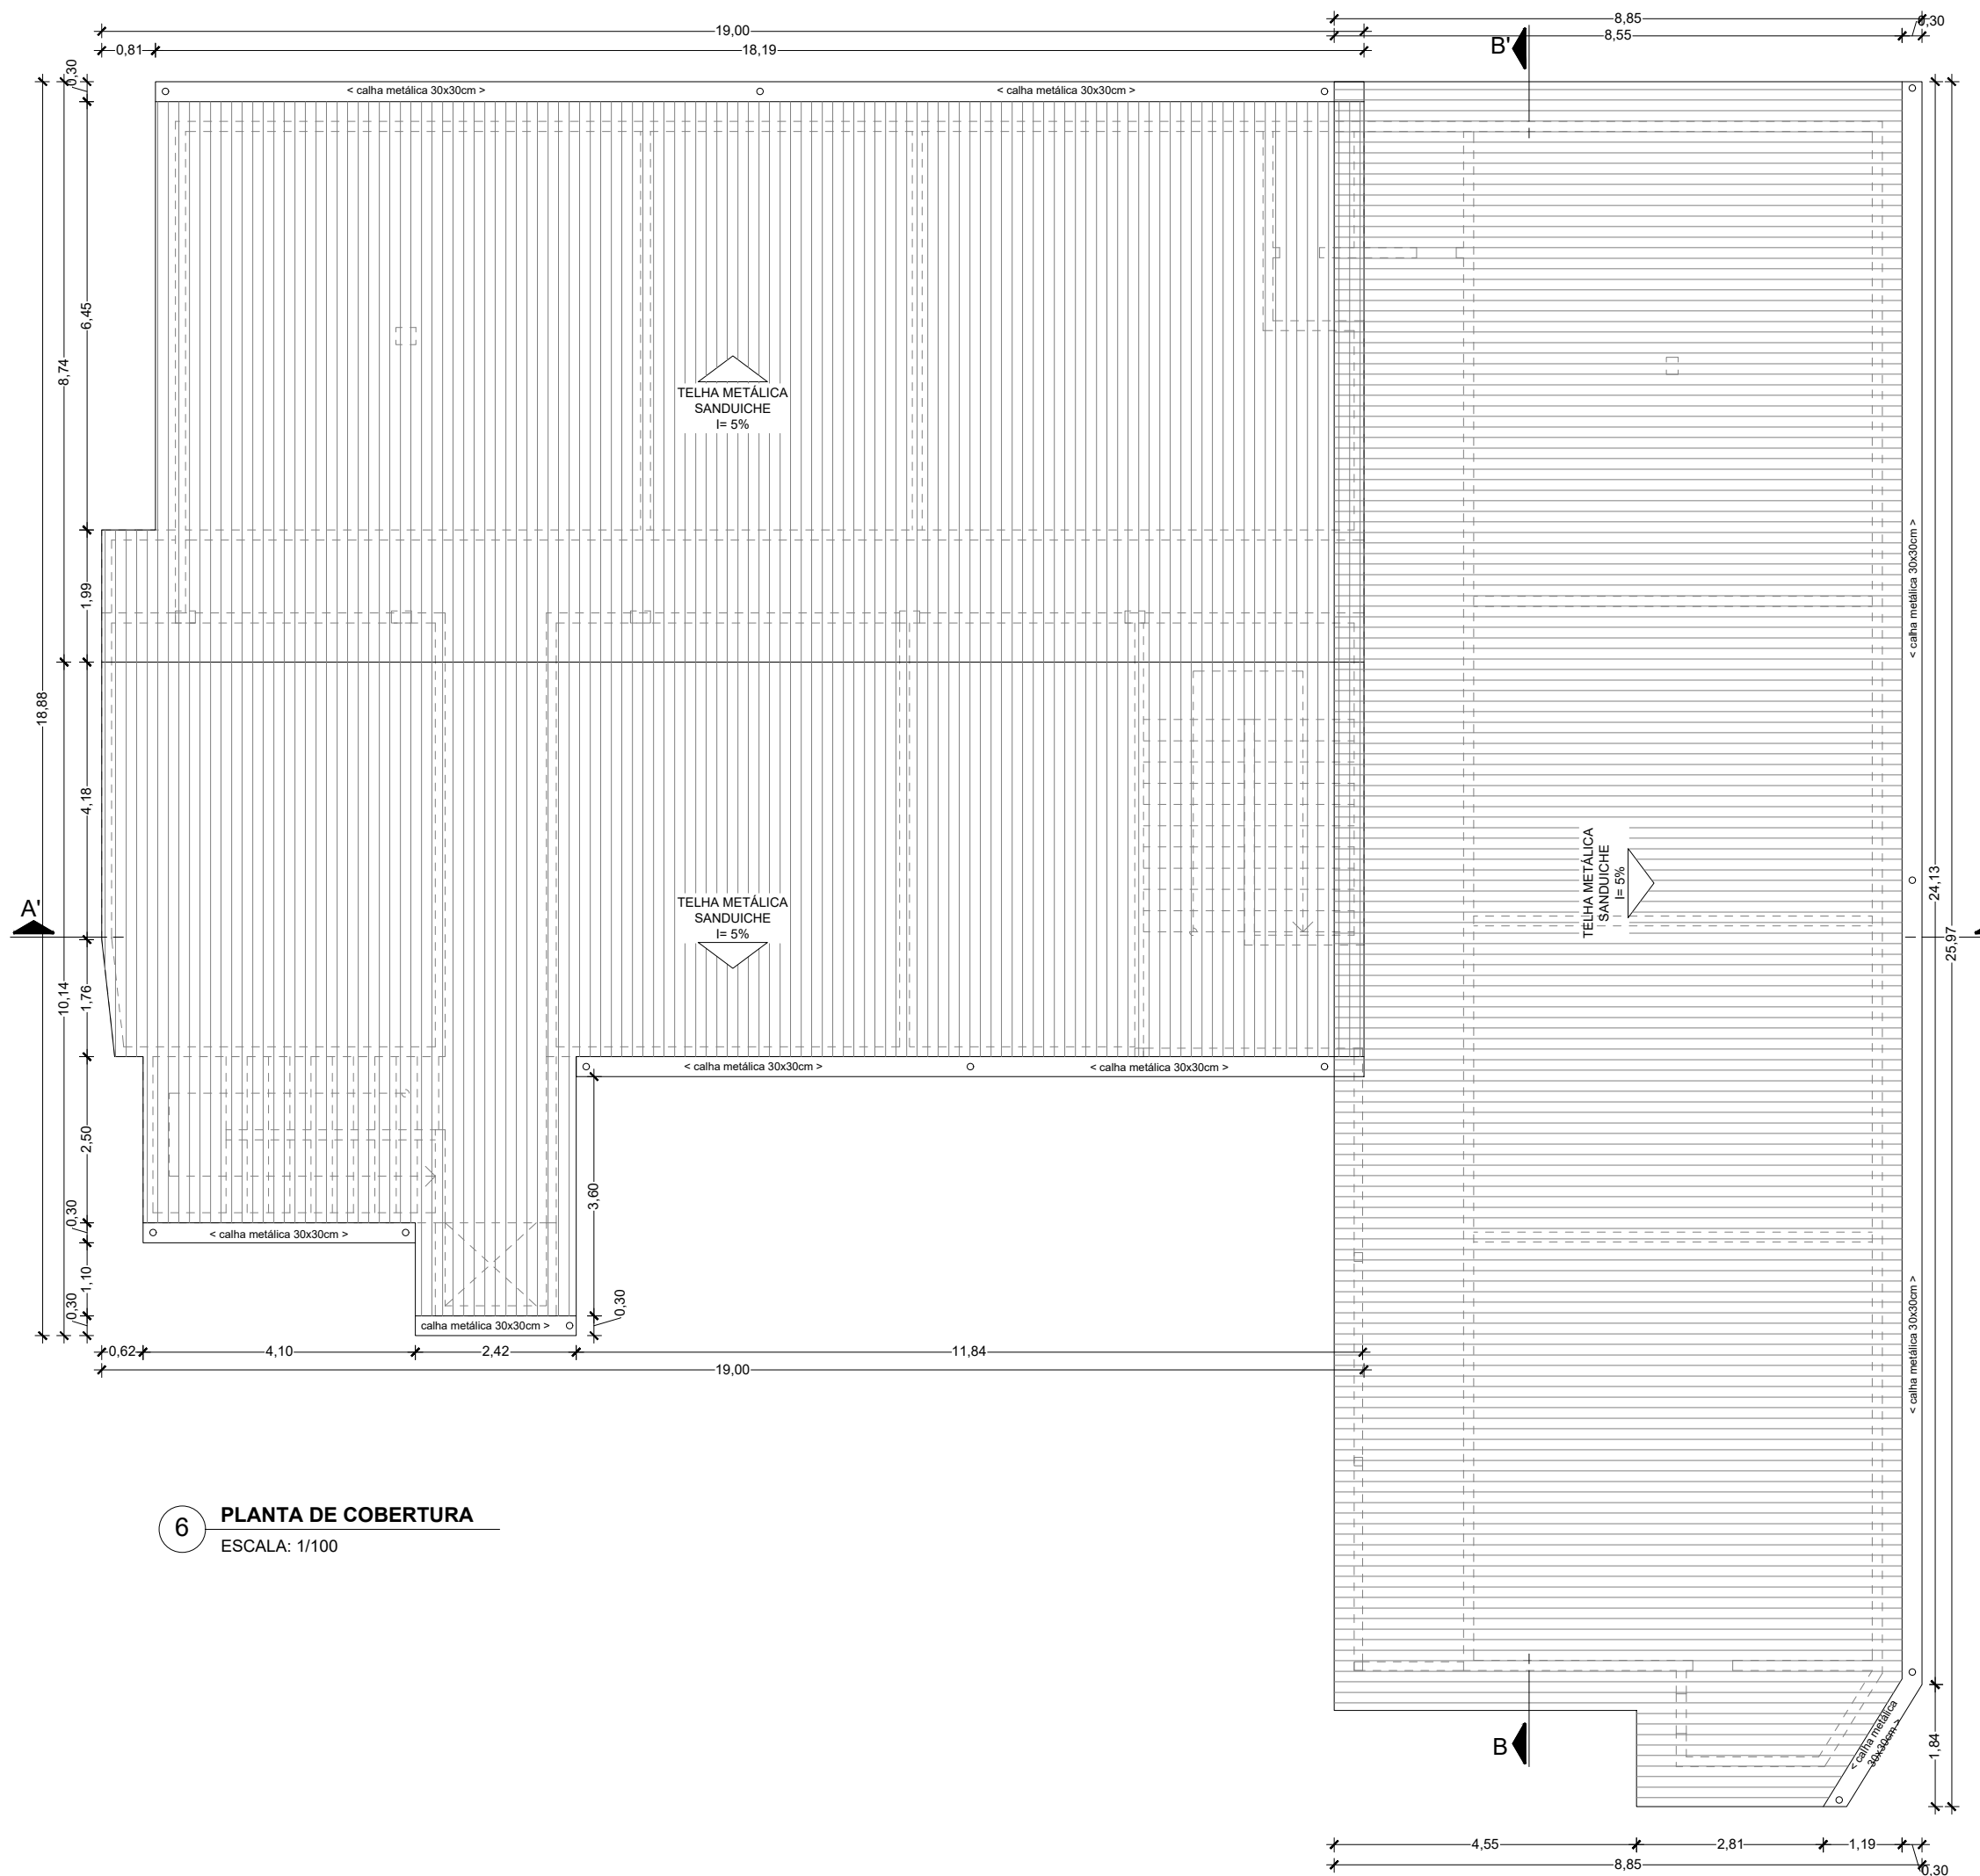 8,85
0,30
19,00
8,55
0,81
18,19
B'
0,30
< calha metálica 30x30cm >
< calha metálica 30x30cm >
6,45
8,74
TELHA METÁLICA
SANDUICHE
I= 5%
< calha metálica 30x30cm >
1,99
18,88
4,18
TELHA METÁLICA
SANDUICHE
I= 5%
24,13
TELHA METÁLICA
SANDUICHE
I= 5%
A'
25,97
10,14
1,76
< calha metálica 30x30cm >
< calha metálica 30x30cm >
2,50
3,60
0,30
< calha metálica 30x30cm >
1,10
0,30
0,30
calha metálica 30x30cm >
< calha metálica 30x30cm >
0,62
4,10
2,42
11,84
19,00
6
PLANTA DE COBERTURA
ESCALA: 1/100
< calha metálica
30x30cm >
B
1,84
4,55
2,81
1,19
8,85
0,30